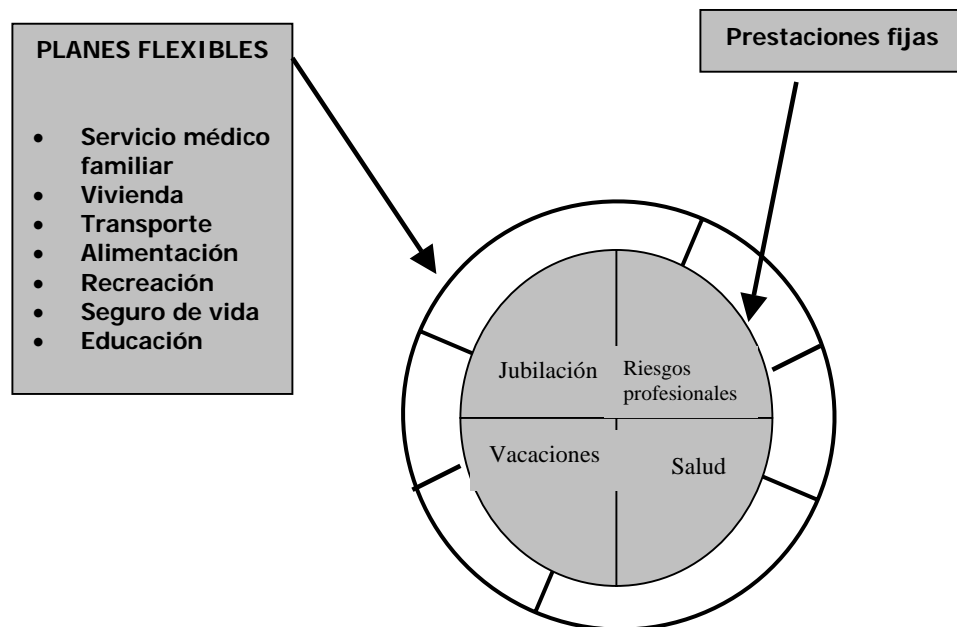 PLANES FLEXIBLES
• Servicio médico
familiar
• Vivienda
• Transporte
• Alimentación
• Recreación
• Seguro de vida
• Educación
Prestaciones fijas
Jubilación
Riesgos
profesionales
Vacaciones
Salud